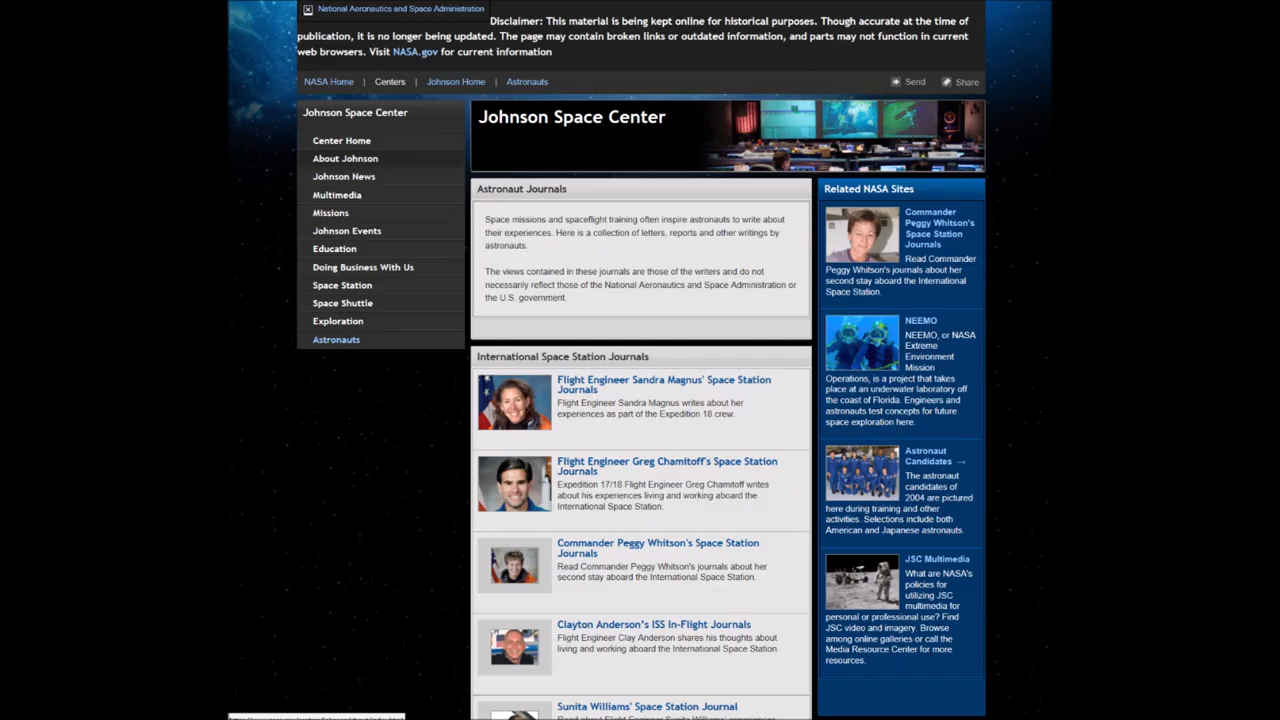 National Aeronautics and Space Administration
Disclaimer: This material is being kept online for historical purposes. Though accurate at the time of
publication, it is no longer being updated. The page may contain broken links or outdated information, and parts may not function in current
web browsers. Visit NASA.gov for current information
NASA Home | Centers | Johnson Home | Astronauts
Send Share
Johnson Space Center
Center Home
About Johnson
Johnson News
Multimedia
Missions
Johnson Events
Education
Doing Business With Us
Space Station
Space Shuttle
Exploration
Astronauts
Johnson Space Center
Astronaut Journals
Space missions and spaceflight training often inspire astronauts to write about
their experiences. Here is a collection of letters, reports and other writings by
astronauts.
The views contained in these journals are those of the writers and do not
necessarily reflect those of the National Aeronautics and Space Administration or
the U.S. government.
International Space Station Journals
Flight Engineer Sandra Magnus' Space Station
Journals
Flight Engineer Sandra Magnus writes about her
experiences as part of the Expedition 18 crew.
Flight Engineer Greg Chamitoff's Space Station
Journals
Expedition 17/18 Flight Engineer Greg Chamitoff writes
about his experiences living and working aboard the
International Space Station.
Commander Peggy Whitson's Space Station
Journals
Read Commander Peggy Whitson's journals about her
second stay aboard the International Space Station.
Clayton Anderson's ISS In-Flight Journals
Flight Engineer Clay Anderson shares his thoughts about
living and working aboard the International Space Station.
Sunita Williams' Space Station Journal
Related NASA Sites
Commander
Peggy Whitson's
Space Station
Journals
Read Commander
Peggy Whitson's journals about her
second stay aboard the International
Space Station.
NEEMO
NEEMO, or NASA
Extreme
Environment
Mission
Operations, is a project that takes
place at an underwater laboratory off
the coast of Florida. Engineers and
astronauts test concepts for future
space exploration here.
Astronaut
Candidates →
The astronaut
candidates of
2004 are pictured
here during training and other
activities. Selections include both
American and Japanese astronauts.
JSC Multimedia
What are NASA's
policies for
utilizing JSC
multimedia for
personal or professional use? Find
JSC video and imagery. Browse
among online galleries or call the
Media Resource Center for more
resources.